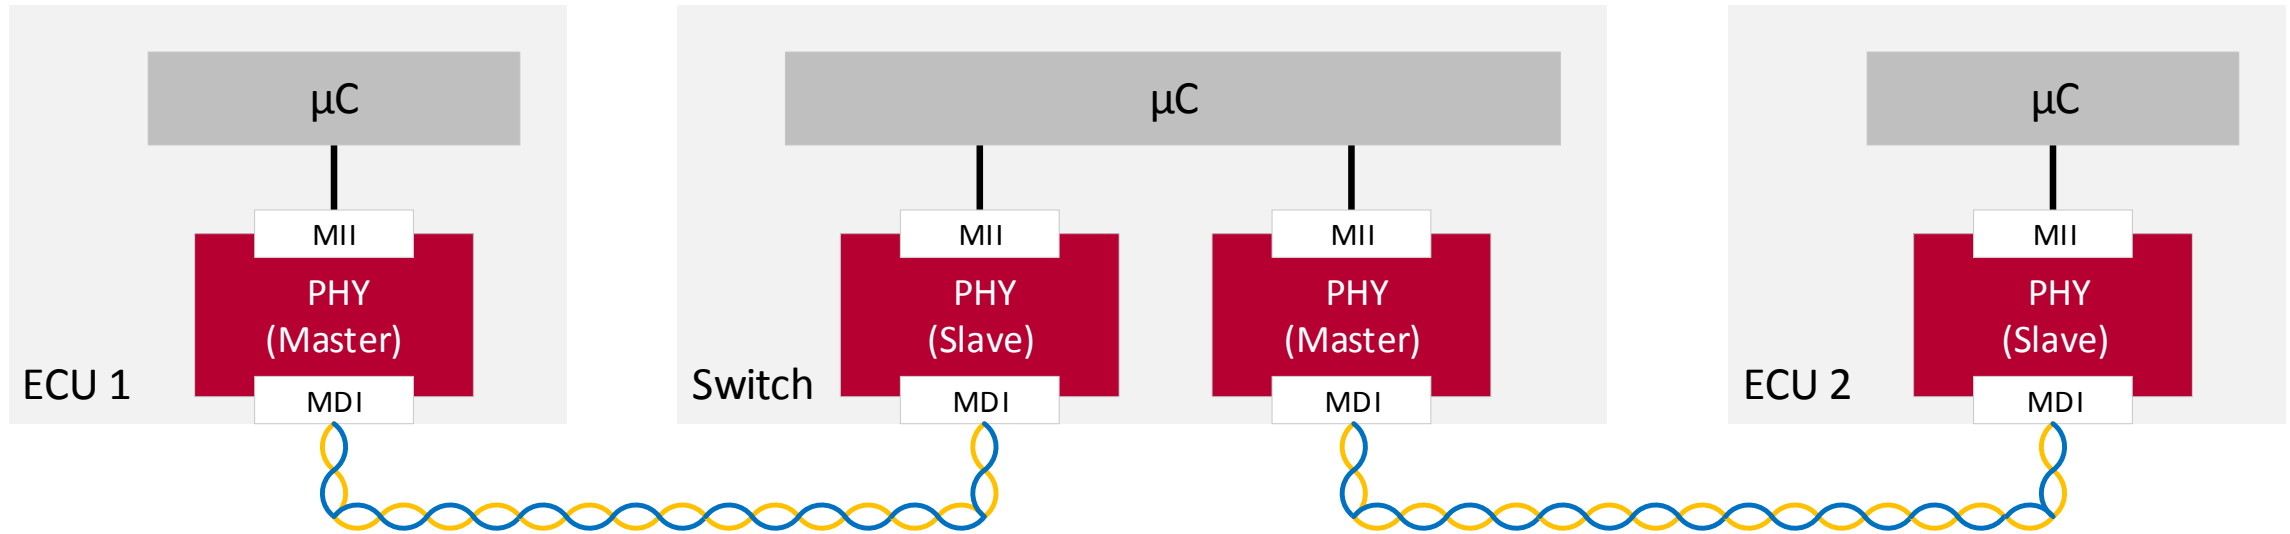 µC
MII
PHY
(Master)
MDI
ECU 1
µC
MII
PHY
(Slave)
MDI
MII
PHY
(Master)
MDI
Switch
µC
MII
PHY
(Slave)
MDI
ECU 2